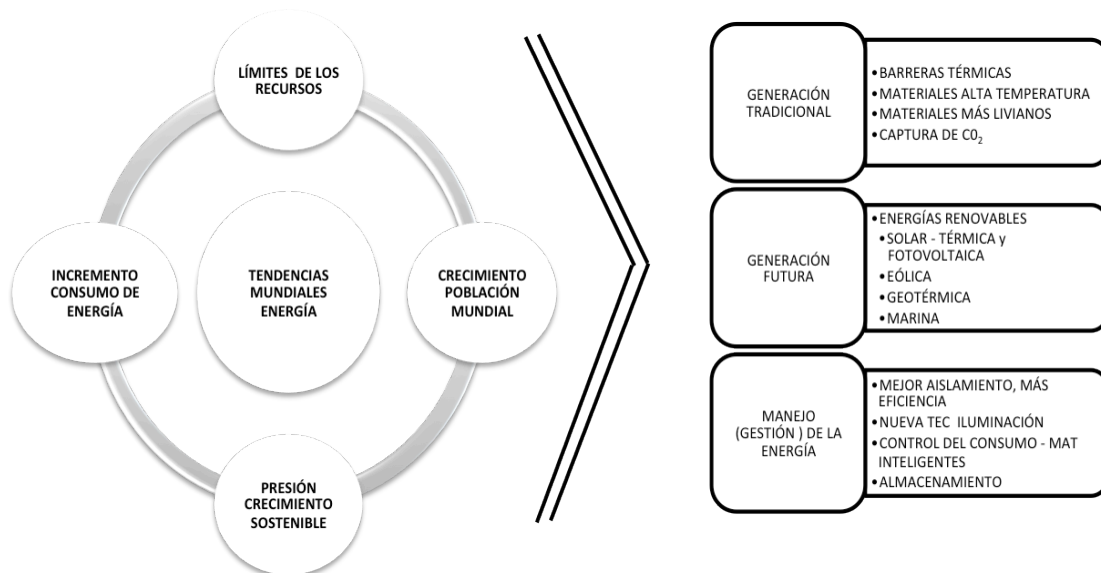 LÍMITES DE LOS
RECURSOS
INCREMENTO
CONSUMO DE
ENERGÍA
TENDENCIAS
MUNDIALES
ENERGÍA
CRECIMIENTO
POBLACIÓN
MUNDIAL
PRESIÓN
CRECIMIENTO
SOSTENIBLE
GENERACIÓN
TRADICIONAL
•BARRERAS TÉRMICAS
•MATERIALES ALTA TEMPERATURA
•MATERIALES MÁS LIVIANOS
•CAPTURA DE C0₂
GENERACIÓN
FUTURA
•ENERGÍAS RENOVABLES
•SOLAR - TÉRMICA y
FOTOVOLTAICA
•EÓLICA
•GEOTÉRMICA
•MARINA
MANEJO
(GESTIÓN ) DE LA
ENERGÍA
•MEJOR AISLAMIENTO, MÁS
EFICIENCIA
•NUEVA TEC ILUMINACIÓN
•CONTROL DEL CONSUMO - MAT
INTELIGENTES
•ALMACENAMIENTO